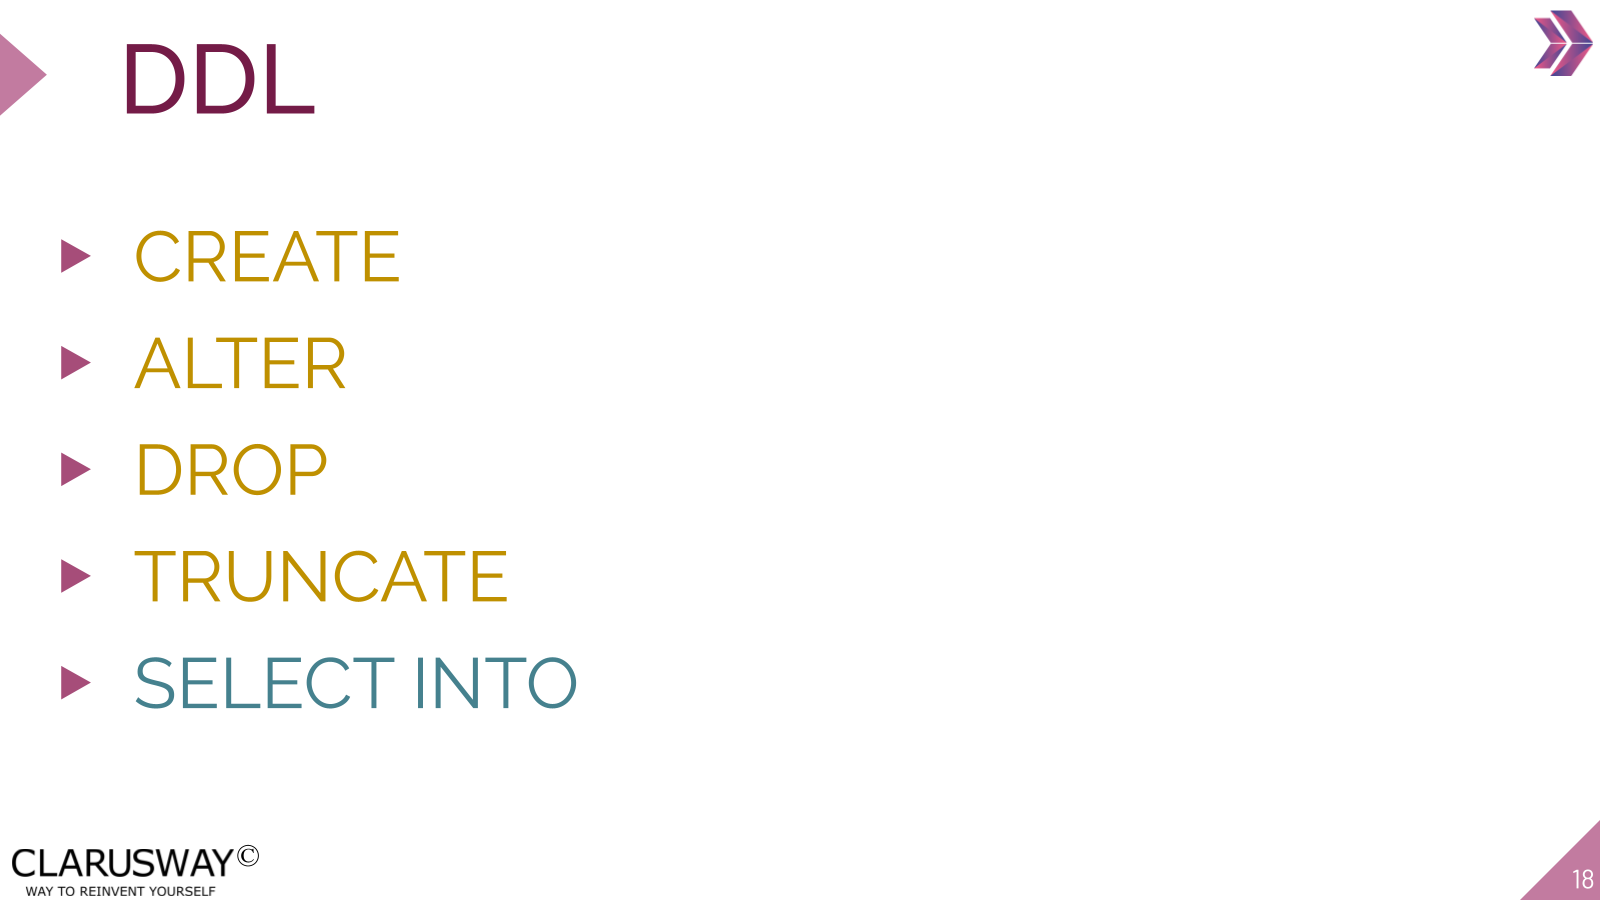 DDL
CREATE
ALTER
DROP
TRUNCATE
SELECT INTO
CLARUSWAY©
WAY TO REINVENT YOURSELF
18